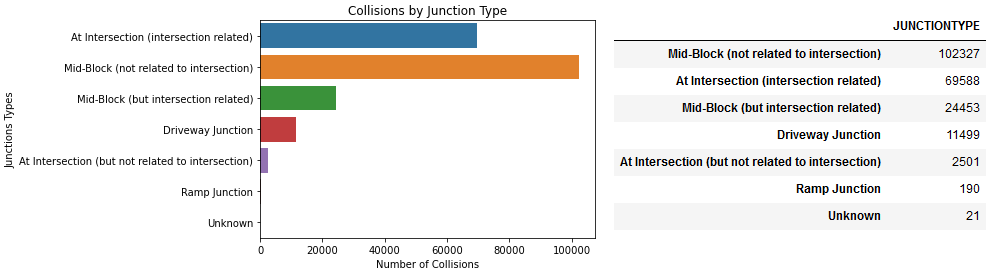 Collisions by Junction Type
Junctions Types
At Intersection (intersection related)
Mid-Block (not related to intersection)
Mid-Block (but intersection related)
Driveway Junction
At Intersection (but not related to intersection)
Ramp Junction
Unknown
0 20000 40000 60000 80000 100000
Number of Collisions
JUNCTIONTYPE
Mid-Block (not related to intersection) 102327
At Intersection (intersection related) 69588
Mid-Block (but intersection related) 24453
Driveway Junction 11499
At Intersection (but not related to intersection) 2501
Ramp Junction 190
Unknown 21